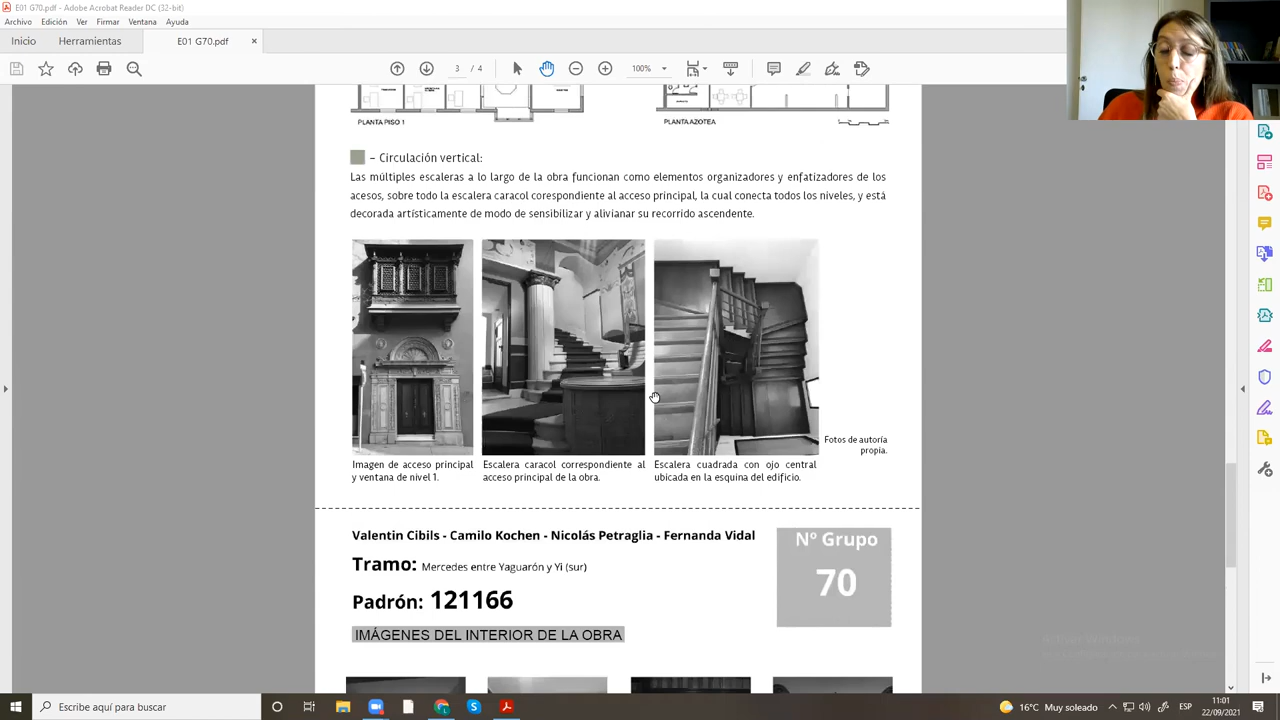 E01 G70.pdf - Adobe Acrobat Reader DC (32-bit)
Archivo Edición Ver Firmar Ventana Ayuda
Inicio Herramientas E01 G70.pdf ×
3 / 4 100%
PLANTA PISO 1 PLANTA AZOTEA
– Circulación vertical:
Las múltiples escaleras a lo largo de la obra funcionan como elementos organizadores y enfatizadores de los
acesos, sobre todo la escalera caracol corespondiente al acceso principal, la cual conecta todos los niveles, y está
decorada artísticamente de modo de sensibilizar y alivianar su recorrido ascendente.
Fotos de autoría
propia.
Imagen de acceso principal
y ventana de nivel 1.
Escalera caracol correspondiente al
acceso principal de la obra.
Escalera cuadrada con ojo central
ubicada en la esquina del edificio.
Valentin Cibils - Camilo Kochen - Nicolás Petraglia - Fernanda Vidal
Tramo: Mercedes entre Yaguarón y Yi (sur)
Padrón: 121166
IMÁGENES DEL INTERIOR DE LA OBRA
Nº Grupo
70
Activar Windows
Escribe aquí para buscar
16°C Muy soleado
ESP
11:01
22/09/2021